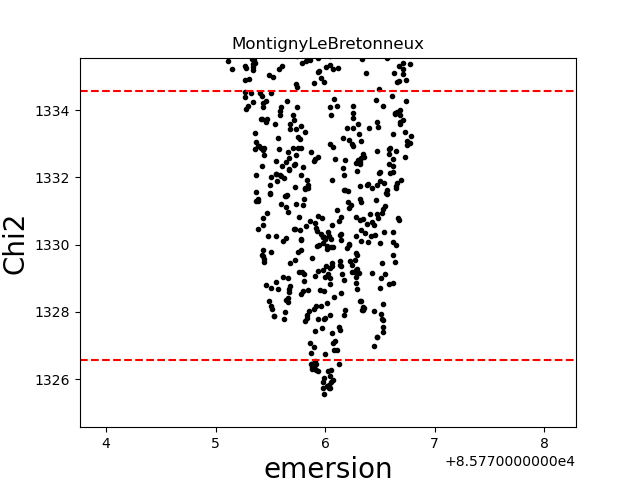 MontignyLeBretonneux
Chi2
1334
1332
1330
1328
1326
4 5 6 7 8
+8.5770000000e4
emersion